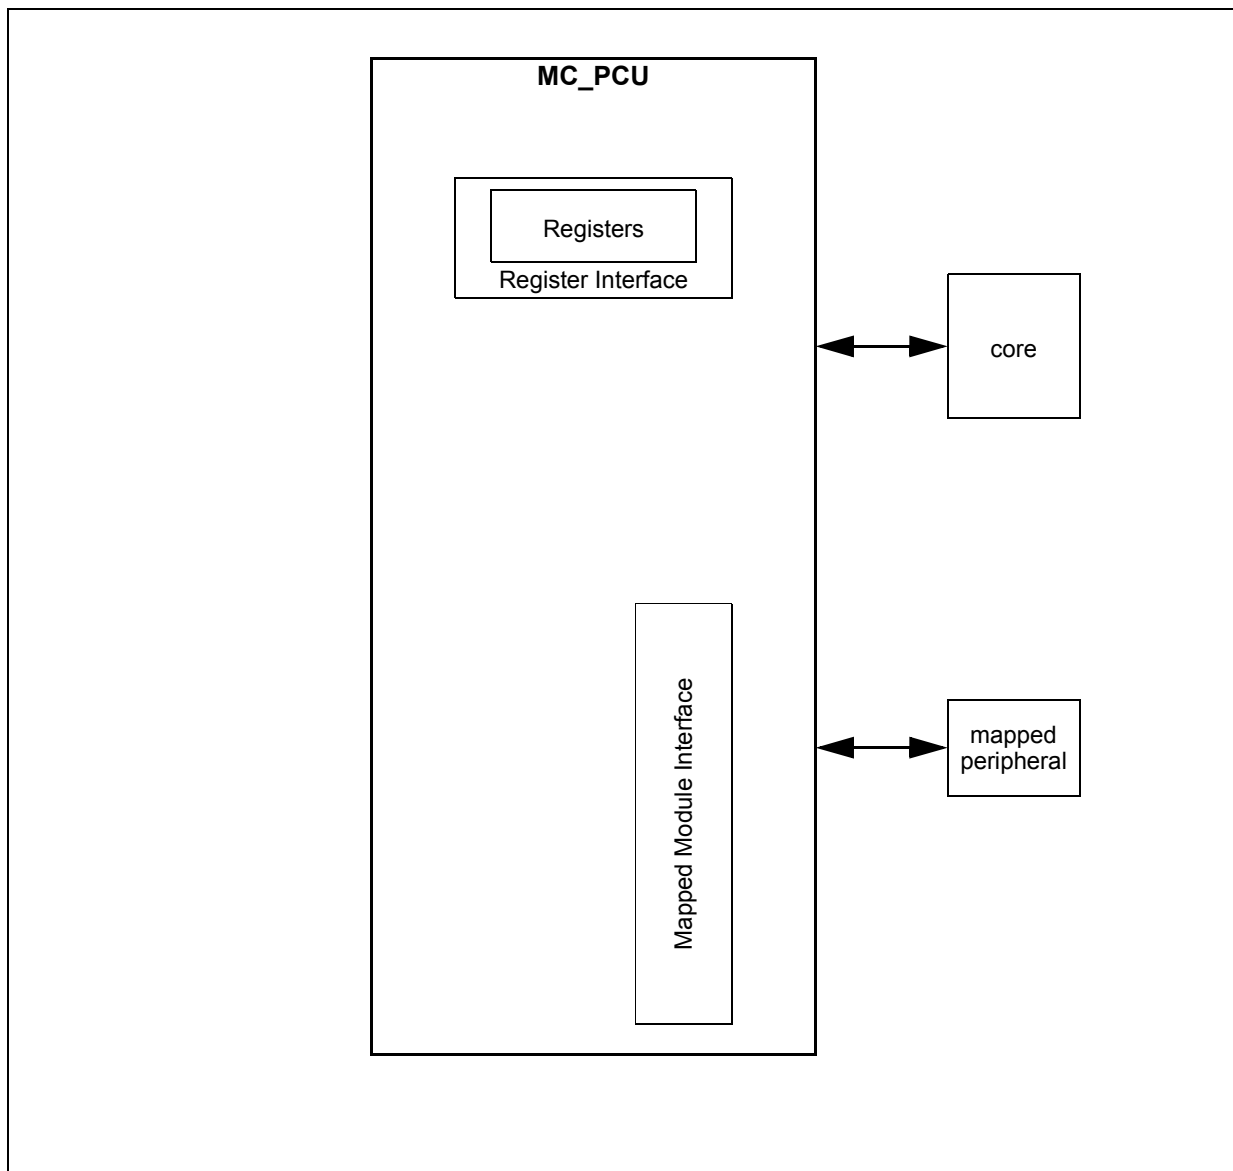 MC_PCU
Registers
Register Interface
core
Mapped Module Interface
mapped
peripheral